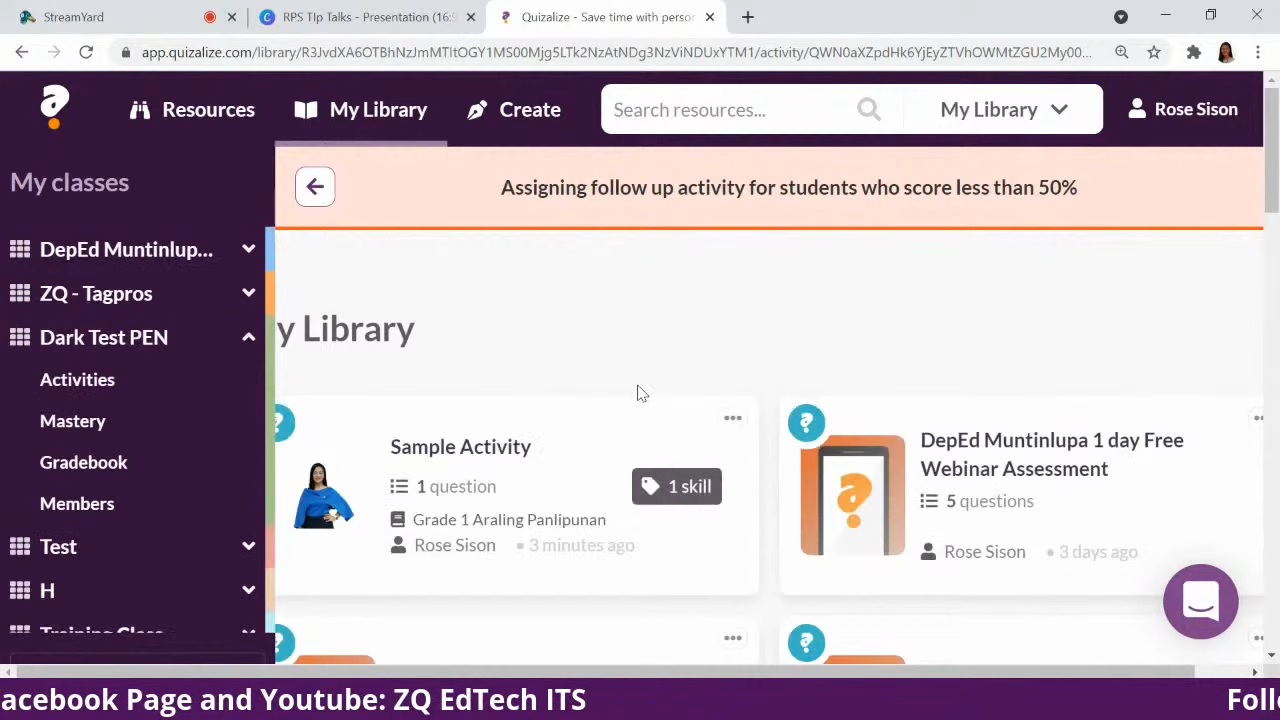 StreamYard
RPS TIp Talks - Presentation (16:
Quizalize - Save time with person
app.quizalize.com/library/R3JvdXA6OTBhNzJmMTItOGY1MS00Mjg5LTk2NzAtNDg3NzViNDUxYTM1/activity/QWN0aXZpdHk6YjEyZTVhOWMtZGU2My00...
Resources
My Library
Create
Search resources...
My Library
Rose Sison
My classes
Assigning follow up activity for students who score less than 50%
DepEd Muntinlup...
ZQ - Tagpros
Dark Test PEN
Activities
Mastery
Gradebook
Members
Test
H
Training Class
y Library
Sample Activity
1 question
1 skill
Grade 1 Araling Panlipunan
Rose Sison • 3 minutes ago
DepEd Muntinlupa 1 day Free
Webinar Assessment
5 questions
Rose Sison • 3 days ago
acebook Page and Youtube: ZQ EdTech ITS
Foll